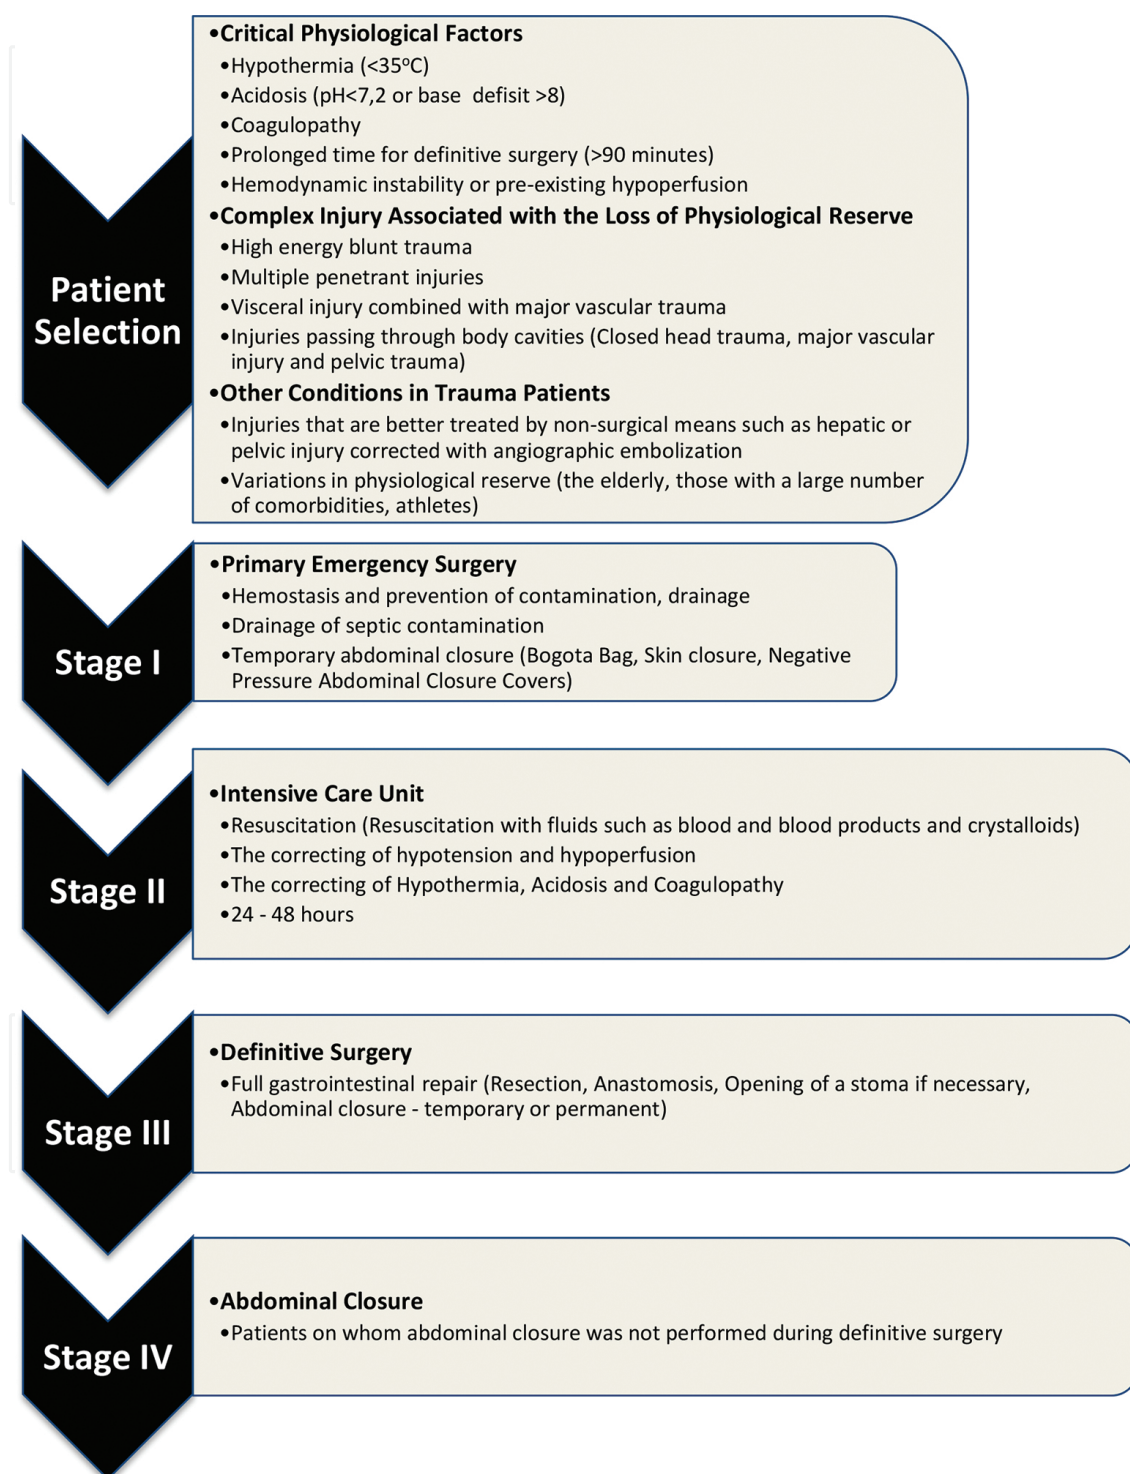 Patient
Selection
•Critical Physiological Factors
•Hypothermia (<35ºC)
•Acidosis (pH<7,2 or base defisit >8)
•Coagulopathy
•Prolonged time for definitive surgery (>90 minutes)
•Hemodynamic instability or pre-existing hypoperfusion
•Complex Injury Associated with the Loss of Physiological Reserve
•High energy blunt trauma
•Multiple penetrant injuries
•Visceral injury combined with major vascular trauma
•Injuries passing through body cavities (Closed head trauma, major vascular
injury and pelvic trauma)
•Other Conditions in Trauma Patients
•Injuries that are better treated by non-surgical means such as hepatic or
pelvic injury corrected with angiographic embolization
•Variations in physiological reserve (the elderly, those with a large number
of comorbidities, athletes)
Stage I
•Primary Emergency Surgery
•Hemostasis and prevention of contamination, drainage
•Drainage of septic contamination
•Temporary abdominal closure (Bogota Bag, Skin closure, Negative
Pressure Abdominal Closure Covers)
Stage II
•Intensive Care Unit
•Resuscitation (Resuscitation with fluids such as blood and blood products and crystalloids)
•The correcting of hypotension and hypoperfusion
•The correcting of Hypothermia, Acidosis and Coagulopathy
•24 - 48 hours
Stage III
•Definitive Surgery
•Full gastrointestinal repair (Resection, Anastomosis, Opening of a stoma if necessary,
Abdominal closure - temporary or permanent)
Stage IV
•Abdominal Closure
•Patients on whom abdominal closure was not performed during definitive surgery